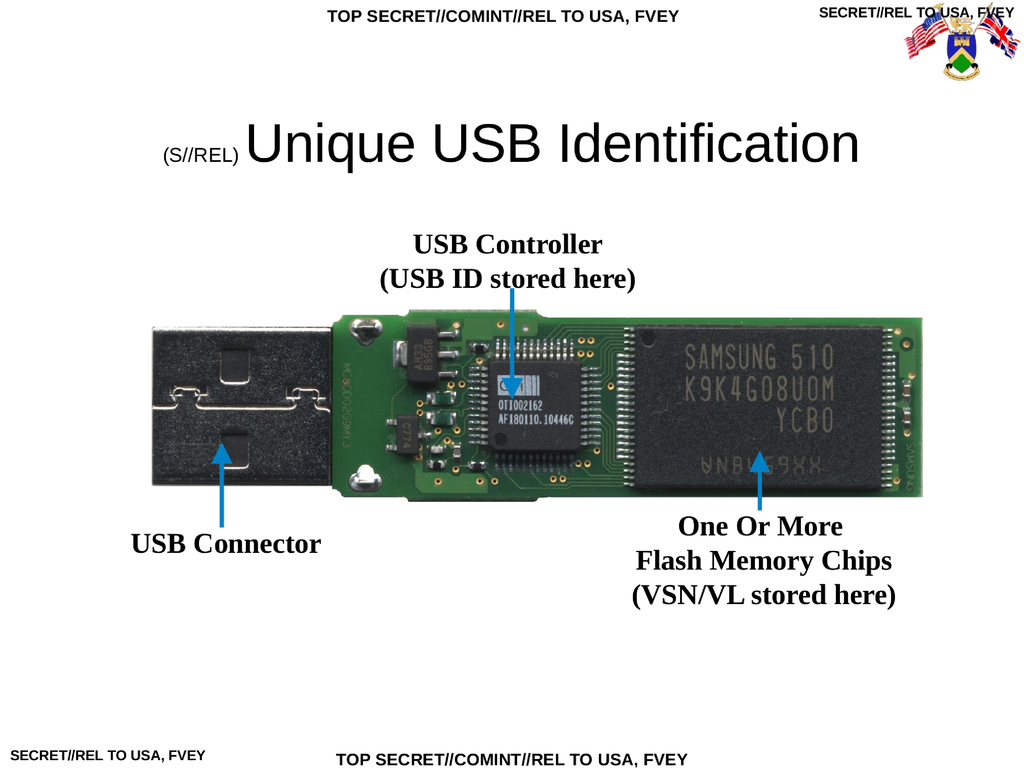 TOP SECRET//COMINT//REL TO USA, FVEY
SECRET//REL TO USA, FVEY
(S//REL) Unique USB Identification
USB Controller
(USB ID stored here)
SAMSUNG 510
K9K4G08U0M
YCB0
OTI002162
AF180110.10446C
USB Connector
One Or More
Flash Memory Chips
(VSN/VL stored here)
SECRET//REL TO USA, FVEY
TOP SECRET//COMINT//REL TO USA, FVEY